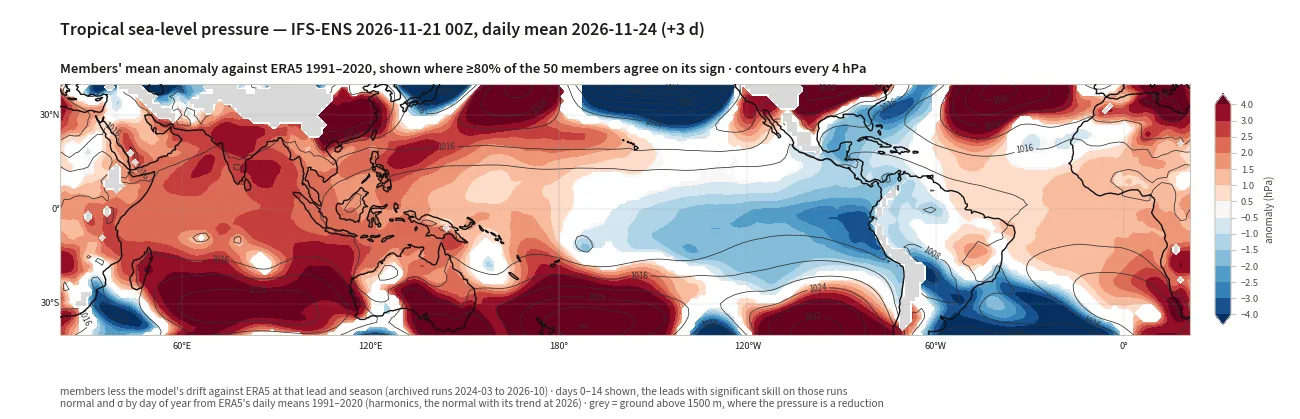 Tropical sea-level pressure — IFS-ENS 2026-11-21 00Z, daily mean 2026-11-24 (+3 d)
Members' mean anomaly against ERA5 1991–2020, shown where ≥80% of the 50 members agree on its sign · contours every 4 hPa
30°N
0°
30°S
60°E
120°E
180°
120°W
60°W
0°
1016
1016
1016
1016
1016
1024
1008
4.0
3.0
2.5
2.0
1.5
1.0
0.5
−0.5
−1.0
−1.5
−2.0
−2.5
−3.0
−4.0
anomaly (hPa)
members less the model's drift against ERA5 at that lead and season (archived runs 2024-03 to 2026-10) · days 0–14 shown, the leads with significant skill on those runs
normal and σ by day of year from ERA5's daily means 1991–2020 (harmonics, the normal with its trend at 2026) · grey = ground above 1500 m, where the pressure is a reduction